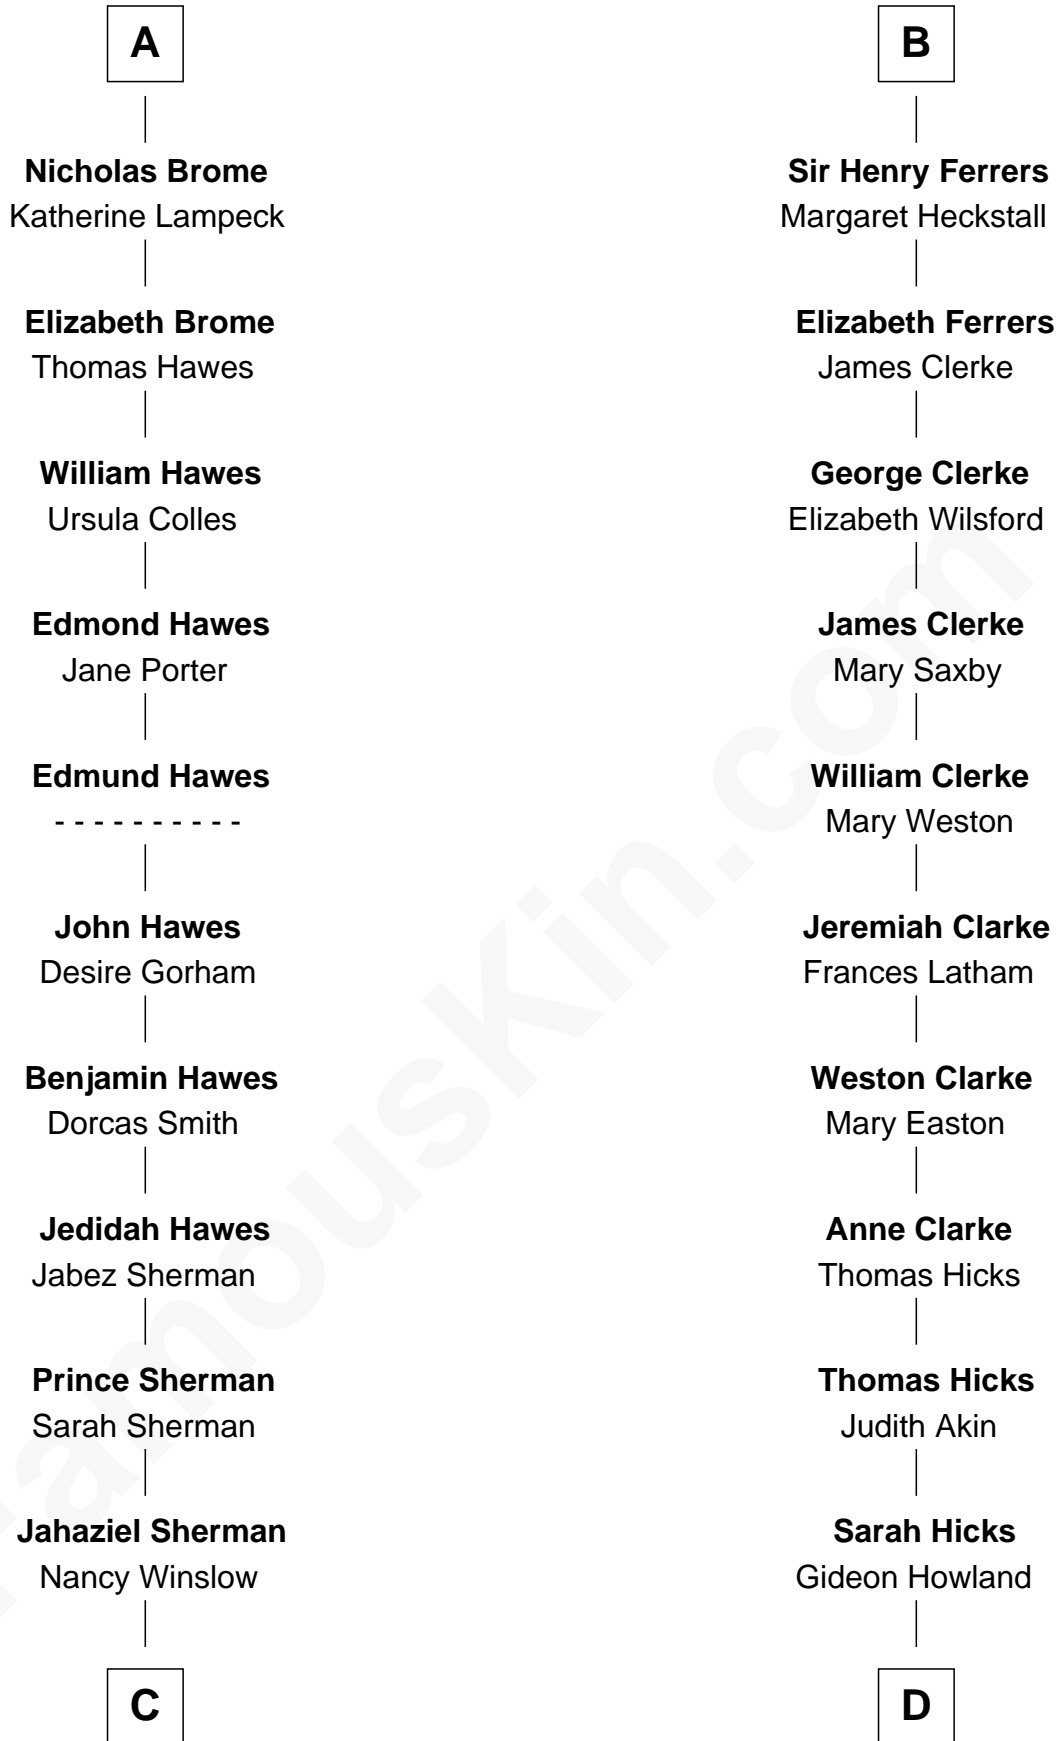 A
Nicholas Brome
Katherine Lampeck
Elizabeth Brome
Thomas Hawes
William Hawes
Ursula Colles
Edmond Hawes
Jane Porter
Edmund Hawes
- - - - - - - - - -
John Hawes
Desire Gorham
Benjamin Hawes
Dorcas Smith
Jedidah Hawes
Jabez Sherman
Prince Sherman
Sarah Sherman
Jahaziel Sherman
Nancy Winslow
C
B
Sir Henry Ferrers
Margaret Heckstall
Elizabeth Ferrers
James Clerke
George Clerke
Elizabeth Wilsford
James Clerke
Mary Saxby
William Clerke
Mary Weston
Jeremiah Clarke
Frances Latham
Weston Clarke
Mary Easton
Anne Clarke
Thomas Hicks
Thomas Hicks
Judith Akin
Sarah Hicks
Gideon Howland
D
FamousKin.com